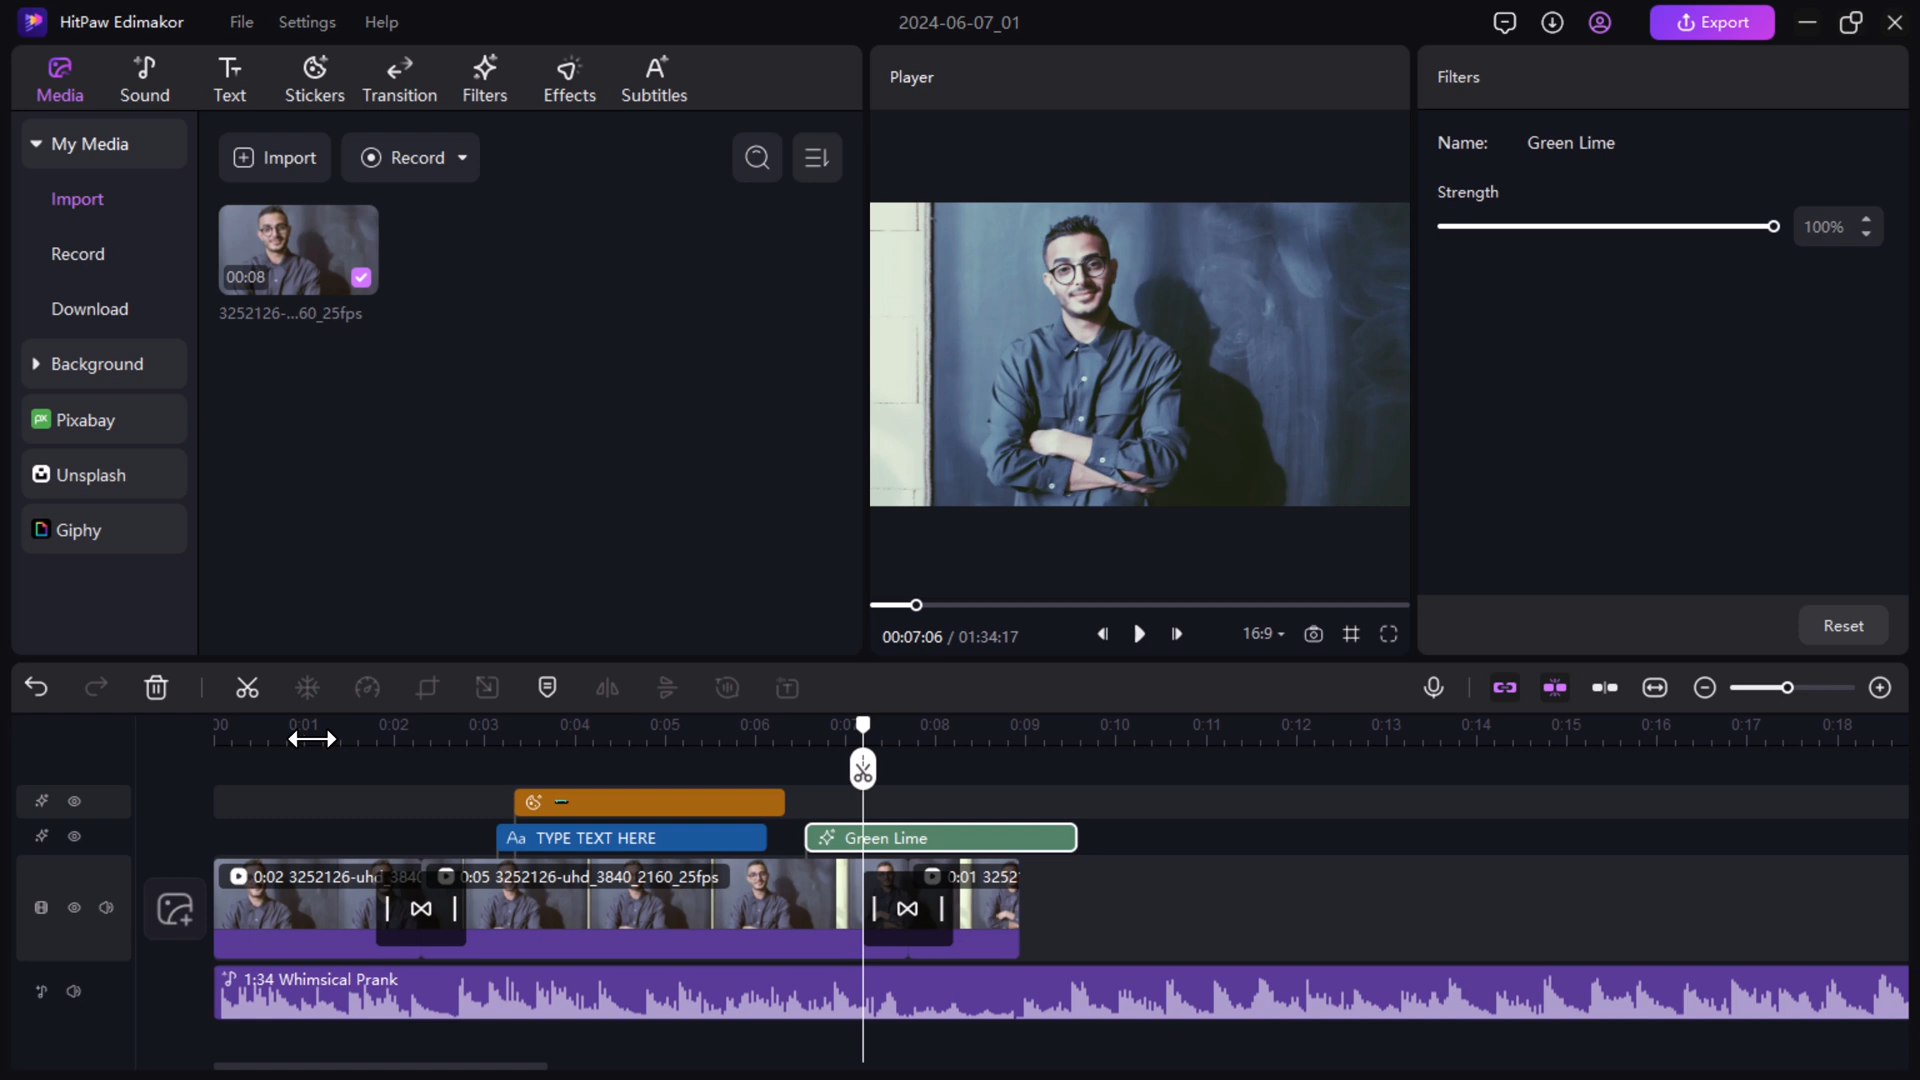 HitPaw Edimakor
File
Settings
Help
2024-06-07_01
Export
Media
Sound
Text
Stickers
Transition
Filters
Effects
Subtitles
Player
Filters
My Media
Import
Record
Download
Background
Pixabay
Unsplash
Giphy
Import
Record
00:08
3252126-...60_25fps
Name:
Green Lime
Strength
100%
00:07:06 / 01:34:17
16:9
Reset
00
0:01
0:02
0:03
0:04
0:05
0:06
0:07
0:08
0:09
0:10
0:11
0:12
0:13
0:14
0:15
0:16
0:17
0:18
Aa TYPE TEXT HERE
Green Lime
0:02 3252126-uhd_3840
0:05 3252126-uhd_3840_2160_25fps
0:01 3252
1:34 Whimsical Prank